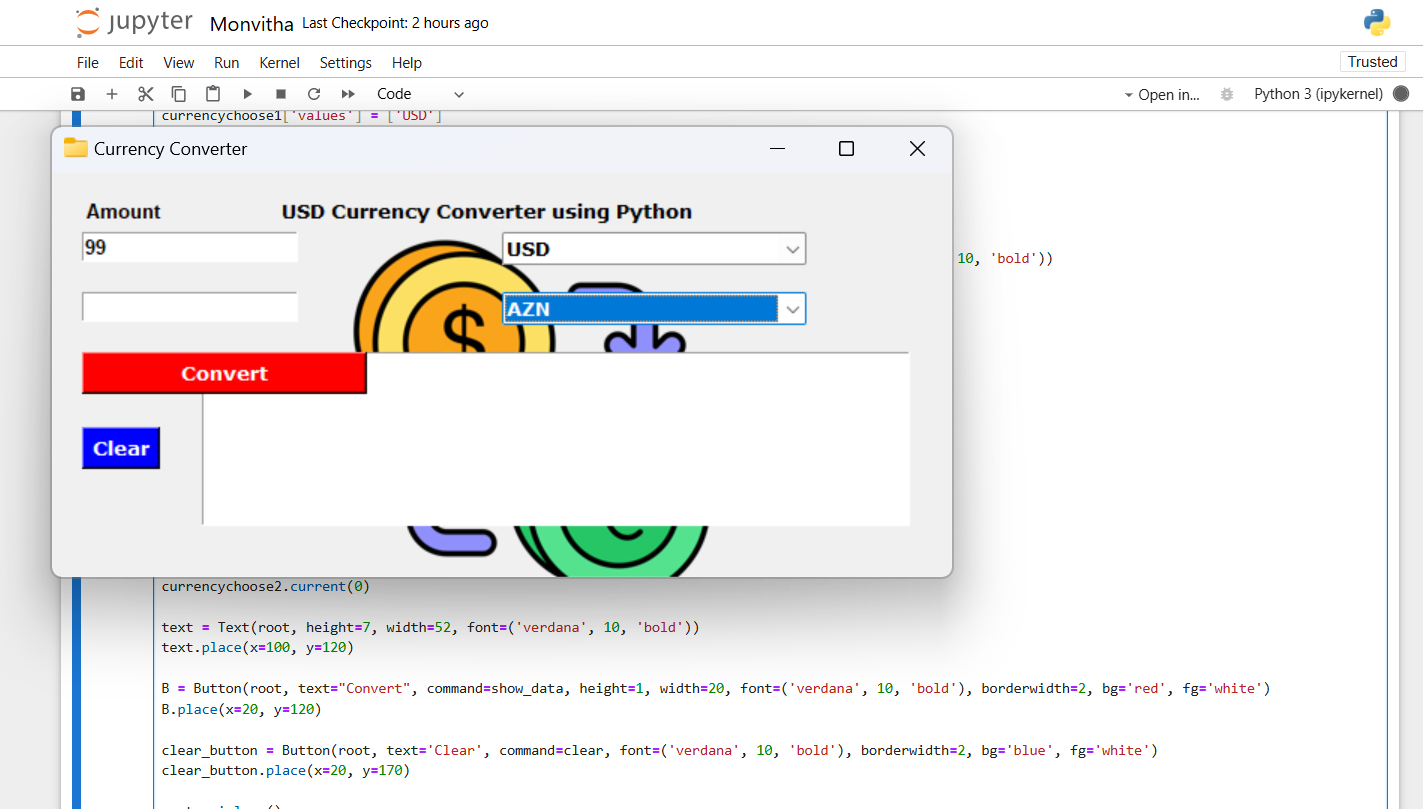 jupyter Monvitha Last Checkpoint: 2 hours ago
File Edit View Run Kernel Settings Help
Trusted
Code
Open in...
Python 3 (ipykernel)
currencychoose1['values'] = ['USD']
Currency Converter
Amount
USD Currency Converter using Python
99
USD
10, 'bold'))
AZN
$
Convert
Clear
currencychoose2.current(0)
text = Text(root, height=7, width=52, font=('verdana', 10, 'bold'))
text.place(x=100, y=120)
B = Button(root, text="Convert", command=show_data, height=1, width=20, font=('verdana', 10, 'bold'), borderwidth=2, bg='red', fg='white')
B.place(x=20, y=120)
clear_button = Button(root, text='Clear', command=clear, font=('verdana', 10, 'bold'), borderwidth=2, bg='blue', fg='white')
clear_button.place(x=20, y=170)